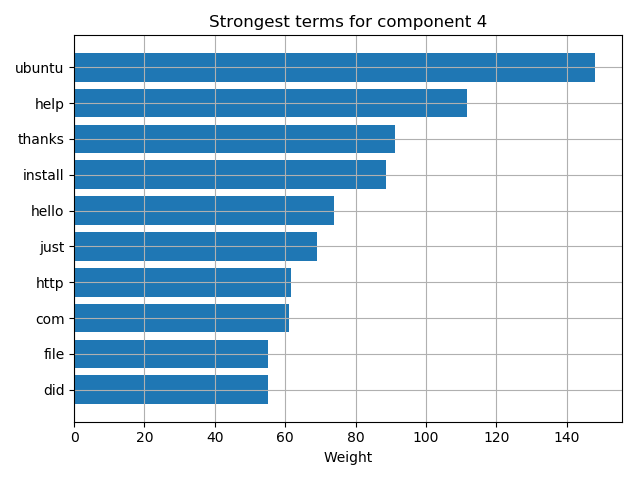 Strongest terms for component 4
ubuntu
help
thanks
install
hello
just
http
com
file
did
0 20 40 60 80 100 120 140
Weight